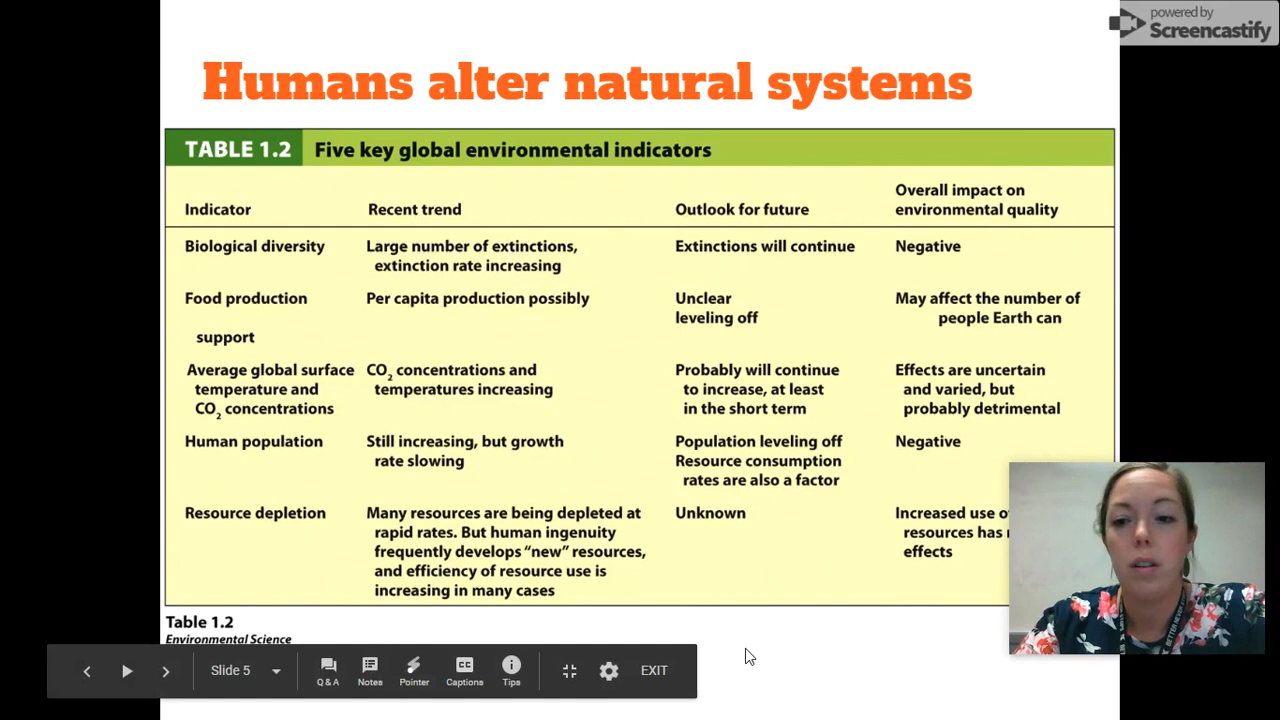 powered by
Screencastify
Humans alter natural systems
TABLE 1.2 Five key global environmental indicators
Indicator Recent trend Outlook for future Overall impact on
environmental quality
Biological diversity Large number of extinctions, Extinctions will continue Negative
extinction rate increasing
Food production Per capita production possibly Unclear May affect the number of
leveling off people Earth can
support
Average global surface CO2 concentrations and Probably will continue Effects are uncertain
temperature and temperatures increasing to increase, at least and varied, but
CO2 concentrations in the short term probably detrimental
Human population Still increasing, but growth Population leveling off Negative
rate slowing Resource consumption
rates are also a factor
Resource depletion Many resources are being depleted at Unknown Increased use
rapid rates. But human ingenuity resources has
frequently develops “new” resources, effects
and efficiency of resource use is
increasing in many cases
Table 1.2
Environmental Science
Slide 5 Q & A Notes Pointer Captions Tips EXIT